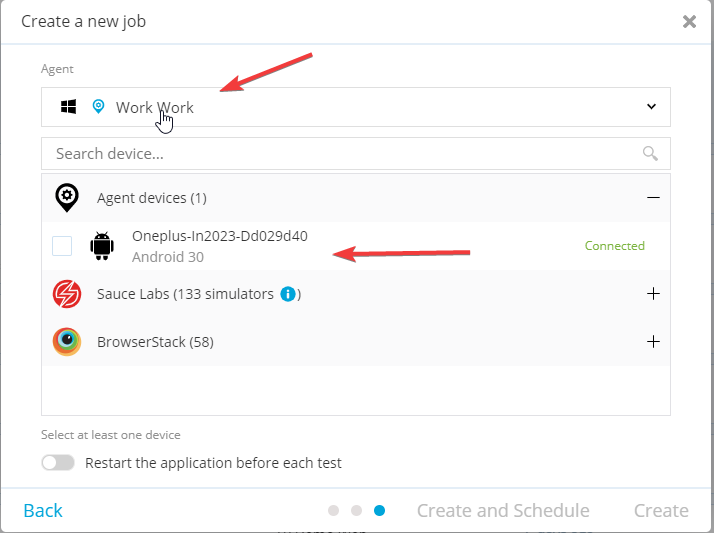 Create a new job
Agent
Work Work
Search device...
Agent devices (1)
Oneplus-In2023-Dd029d40
Connected
Android 30
Sauce Labs (133 simulators i)
BrowserStack (58)
Select at least one device
Restart the application before each test
Back
Create and Schedule
Create